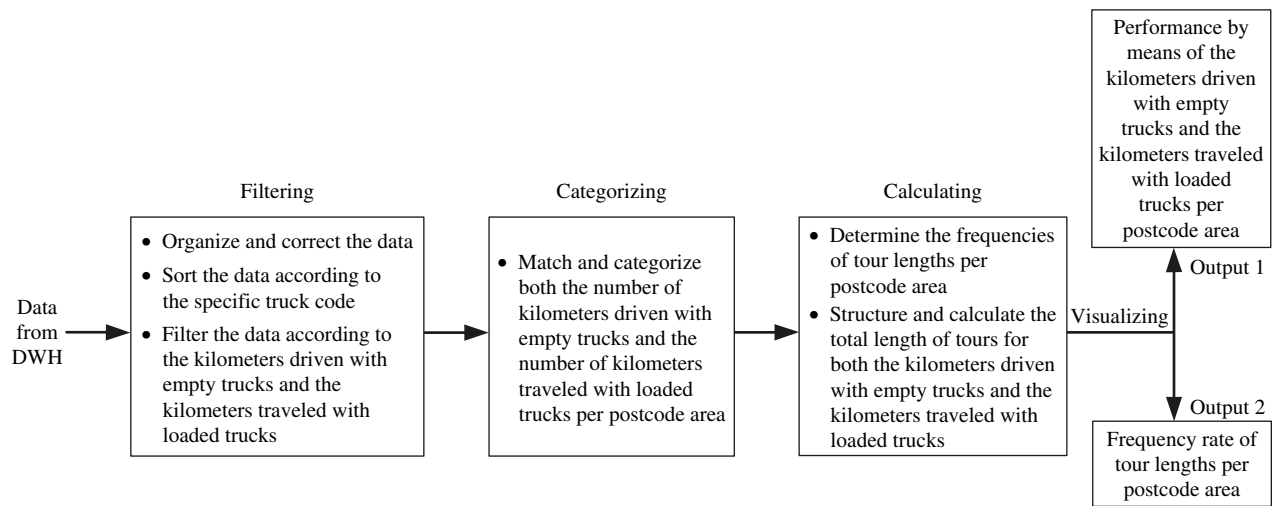 Data
from
DWH
Filtering
• Organize and correct the data
• Sort the data according to
the specific truck code
• Filter the data according to
the kilometers driven with
empty trucks and the
kilometers traveled with
loaded trucks
Categorizing
• Match and categorize
both the number of
kilometers driven with
empty trucks and the
number of kilometers
traveled with loaded
trucks per postcode area
Calculating
• Determine the frequencies
of tour lengths per
postcode area
• Structure and calculate the
total length of tours for
both the kilometers driven
with empty trucks and the
kilometers traveled with
loaded trucks
Visualizing
Output 1
Performance by
means of the
kilometers driven
with empty
trucks and the
kilometers traveled
with loaded
trucks per
postcode area
Output 2
Frequency rate of
tour lengths per
postcode area